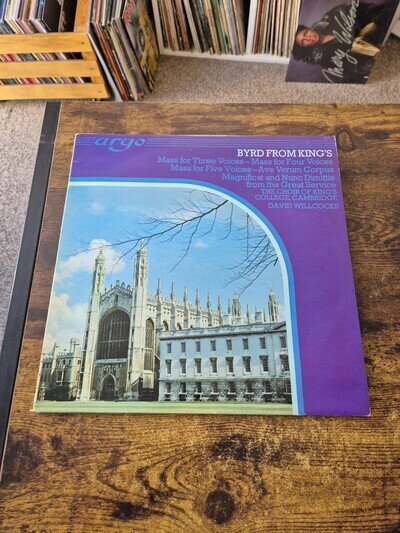 argo
BYRD FROM KING'S
Mass for Three Voices – Mass for Four Voices
Mass for Five Voices – Ave Verum Corpus
Magnificat and Nunc Dimittis
from the Great Service
THE CHOIR OF KING'S
COLLEGE, CAMBRIDGE
DAVID WILLCOCKS